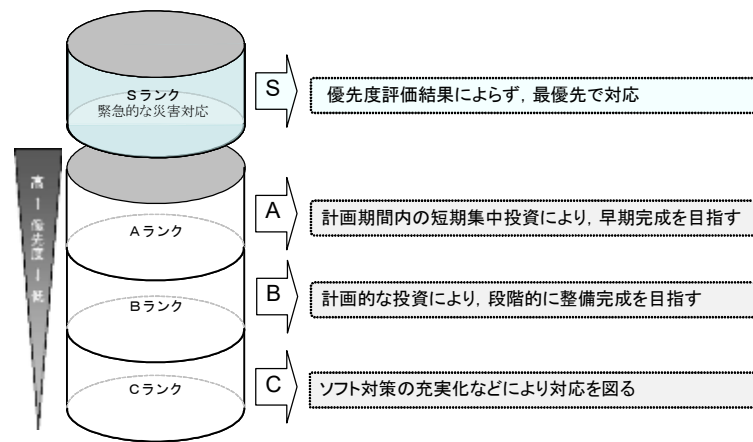 Sランク
緊急的な災害対応
S
優先度評価結果によらず，最優先で対応
高ー優先度ー低
Aランク
A
計画期間内の短期集中投資により，早期完成を目指す
Bランク
B
計画的な投資により，段階的に整備完成を目指す
Cランク
C
ソフト対策の充実化などにより対応を図る